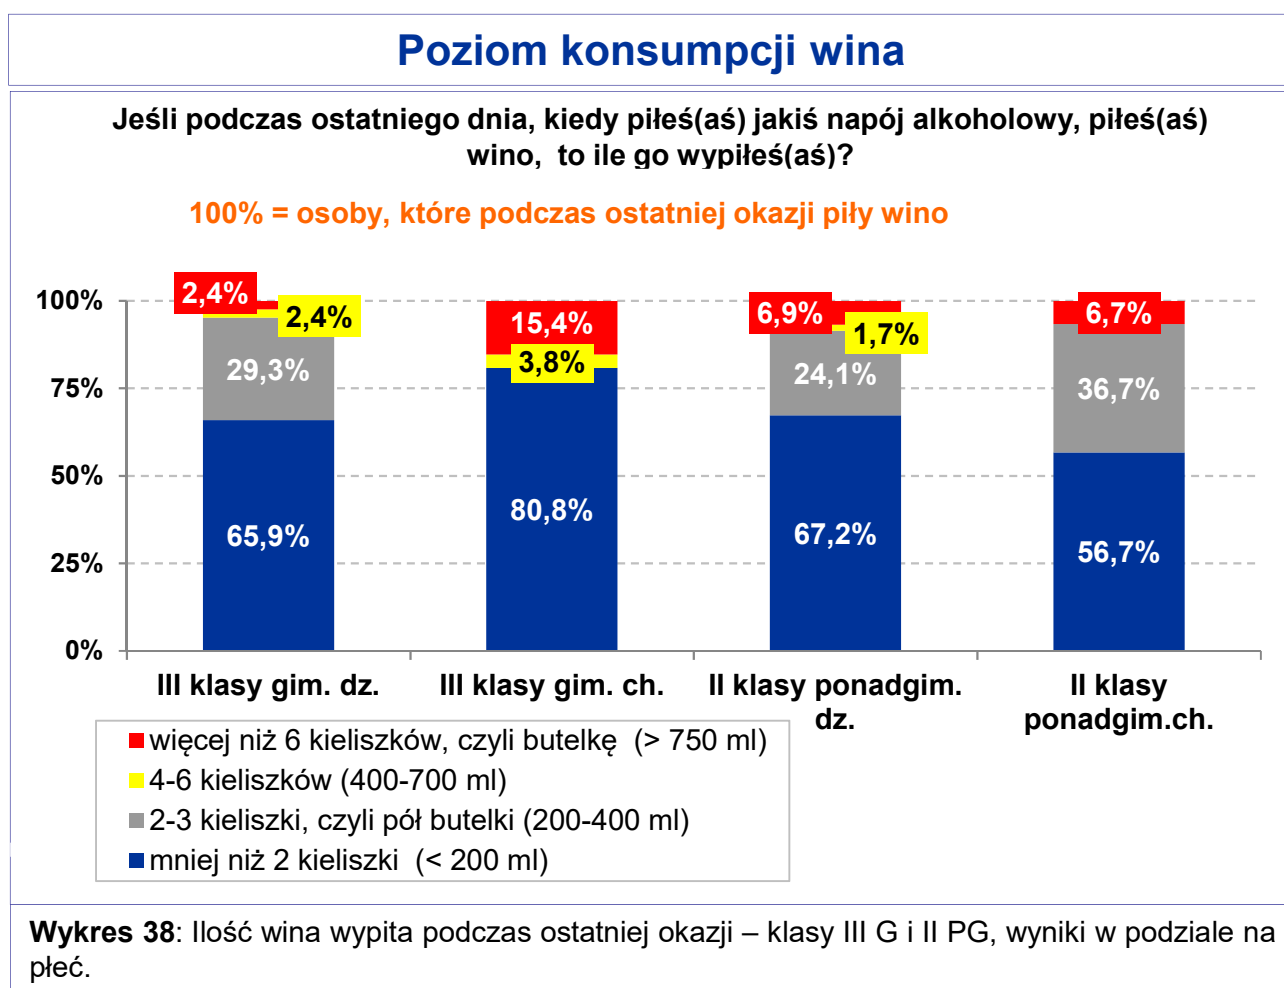 Poziom konsumpcji wina
Jeśli podczas ostatniego dnia, kiedy piłeś(aś) jakiś napój alkoholowy, piłeś(aś)
wino, to ile go wypiłeś(aś)?
100% = osoby, które podczas ostatniej okazji piły wino
100%
75%
50%
25%
0%
2,4%
2,4%
29,3%
65,9%
15,4%
3,8%
80,8%
6,9%
1,7%
24,1%
67,2%
6,7%
36,7%
56,7%
III klasy gim. dz.
III klasy gim. ch.
II klasy ponadgim.
dz.
II klasy
ponadgim.ch.
więcej niż 6 kieliszków, czyli butelkę (> 750 ml)
4-6 kieliszków (400-700 ml)
2-3 kieliszki, czyli pół butelki (200-400 ml)
mniej niż 2 kieliszki (< 200 ml)
Wykres 38: Ilość wina wypita podczas ostatniej okazji – klasy III G i II PG, wyniki w podziale na
płeć.